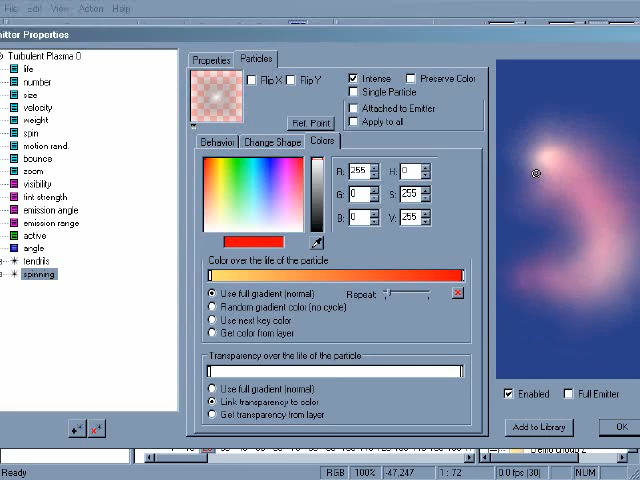 File Edit View Action Help
mitter Properties
Turbulent Plasma 0
life
number
size
velocity
weight
spin
motion rand.
bounce
zoom
visibility
tint strength
emission angle
emission range
active
angle
tendrils
spinning
Properties Particles
Flip X Flip Y
Ref. Point
Intense Preserve Color
Single Particle
Attached to Emitter
Apply to all
Behavior Change Shape Colors
R: 255 H: 0
G: 0 S: 255
B: 0 V: 255
Color over the life of the particle
Use full gradient (normal) Repeat:
Random gradient color (no cycle)
Use next key color
Get color from layer
Transparency over the life of the particle
Use full gradient (normal)
Link transparency to color
Get transparency from layer
Enabled Full Emitter
Add to Library OK
Ready RGB 100% -47,247 1 : 72 0.0 fps (30) NUM